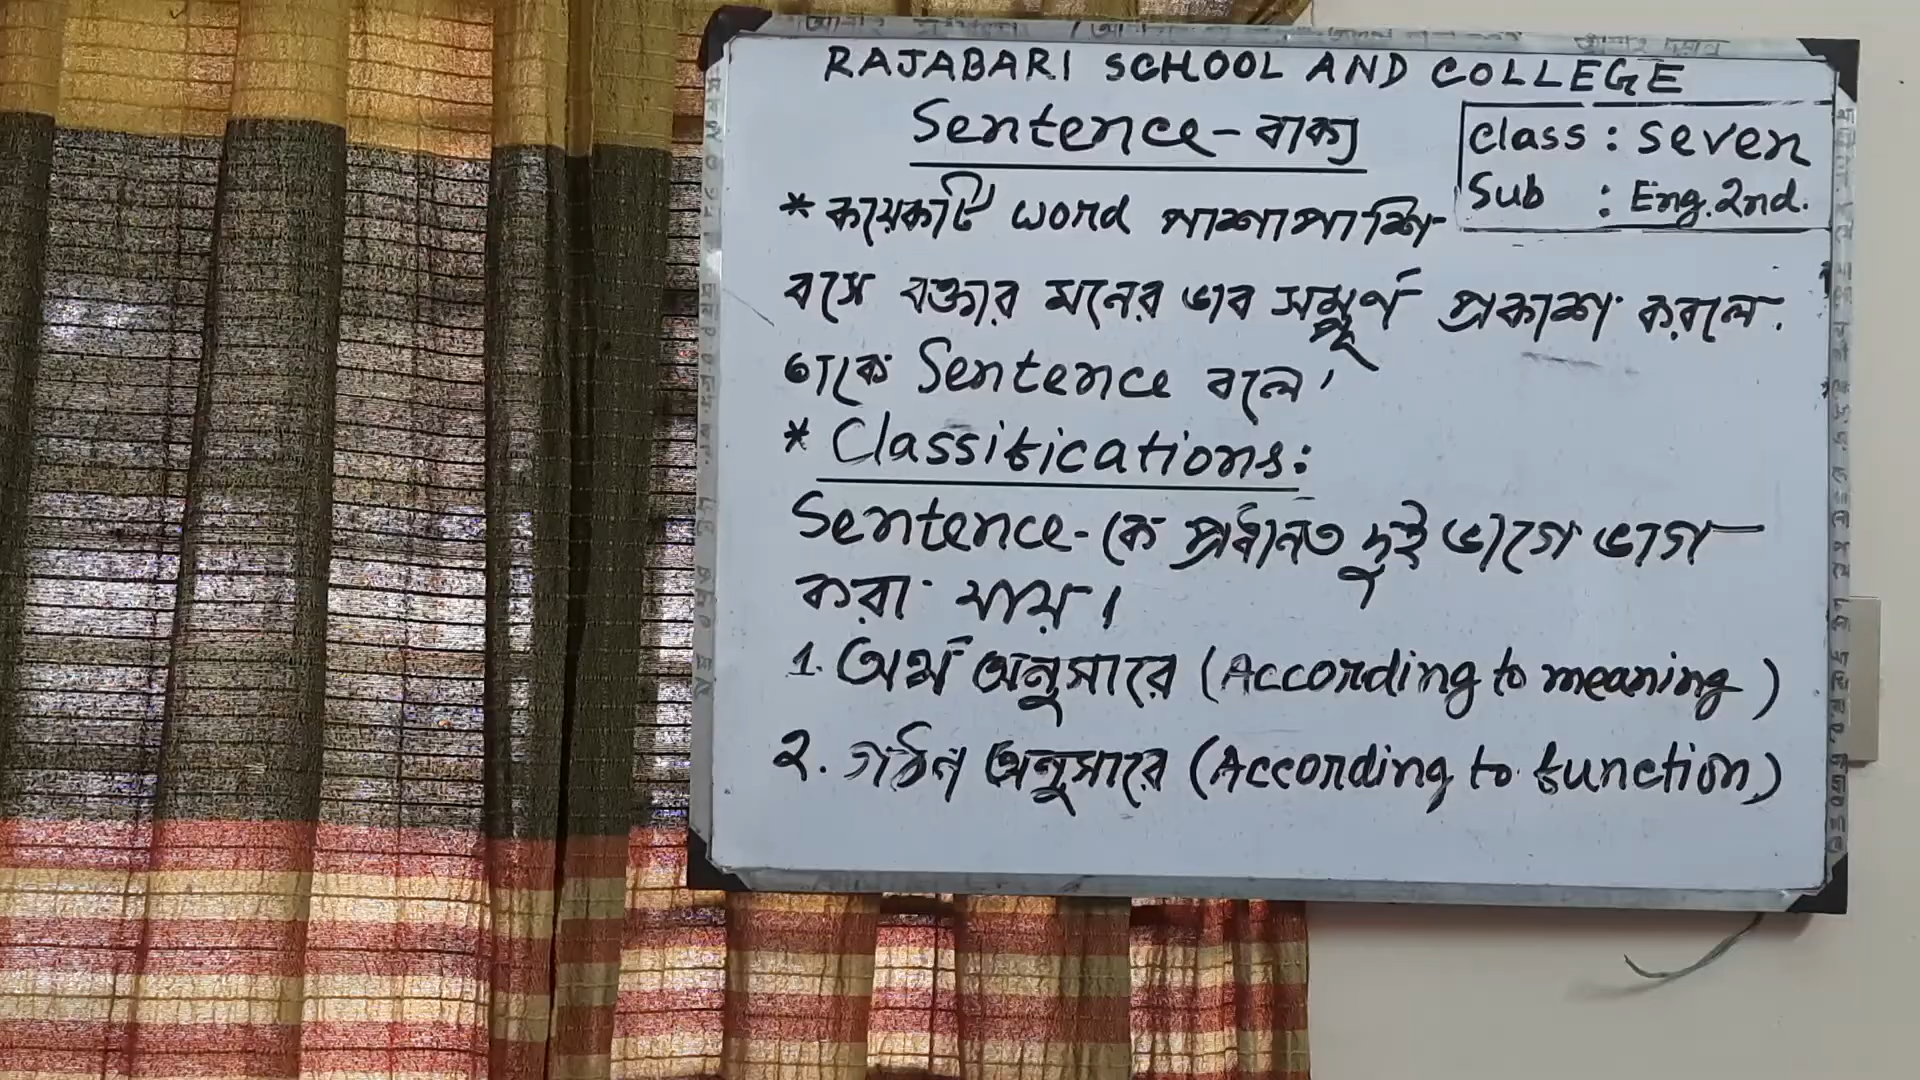 RAJABARI SCHOOL AND COLLEGE
Sentence - বাক্য
Class : Seven
Sub : Eng. 2nd.
* কয়েকটি word পাশাপাশি
বসে বক্তার মনের ভাব সম্পূর্ণ প্রকাশ করলে
তাকে Sentence বলে।
* Classifications:
Sentence-কে প্রধানত দুই ভাগে ভাগ
করা যায়।
1. অর্থ অনুসারে (According to meaning)
২. গঠন অনুসারে (According to function)